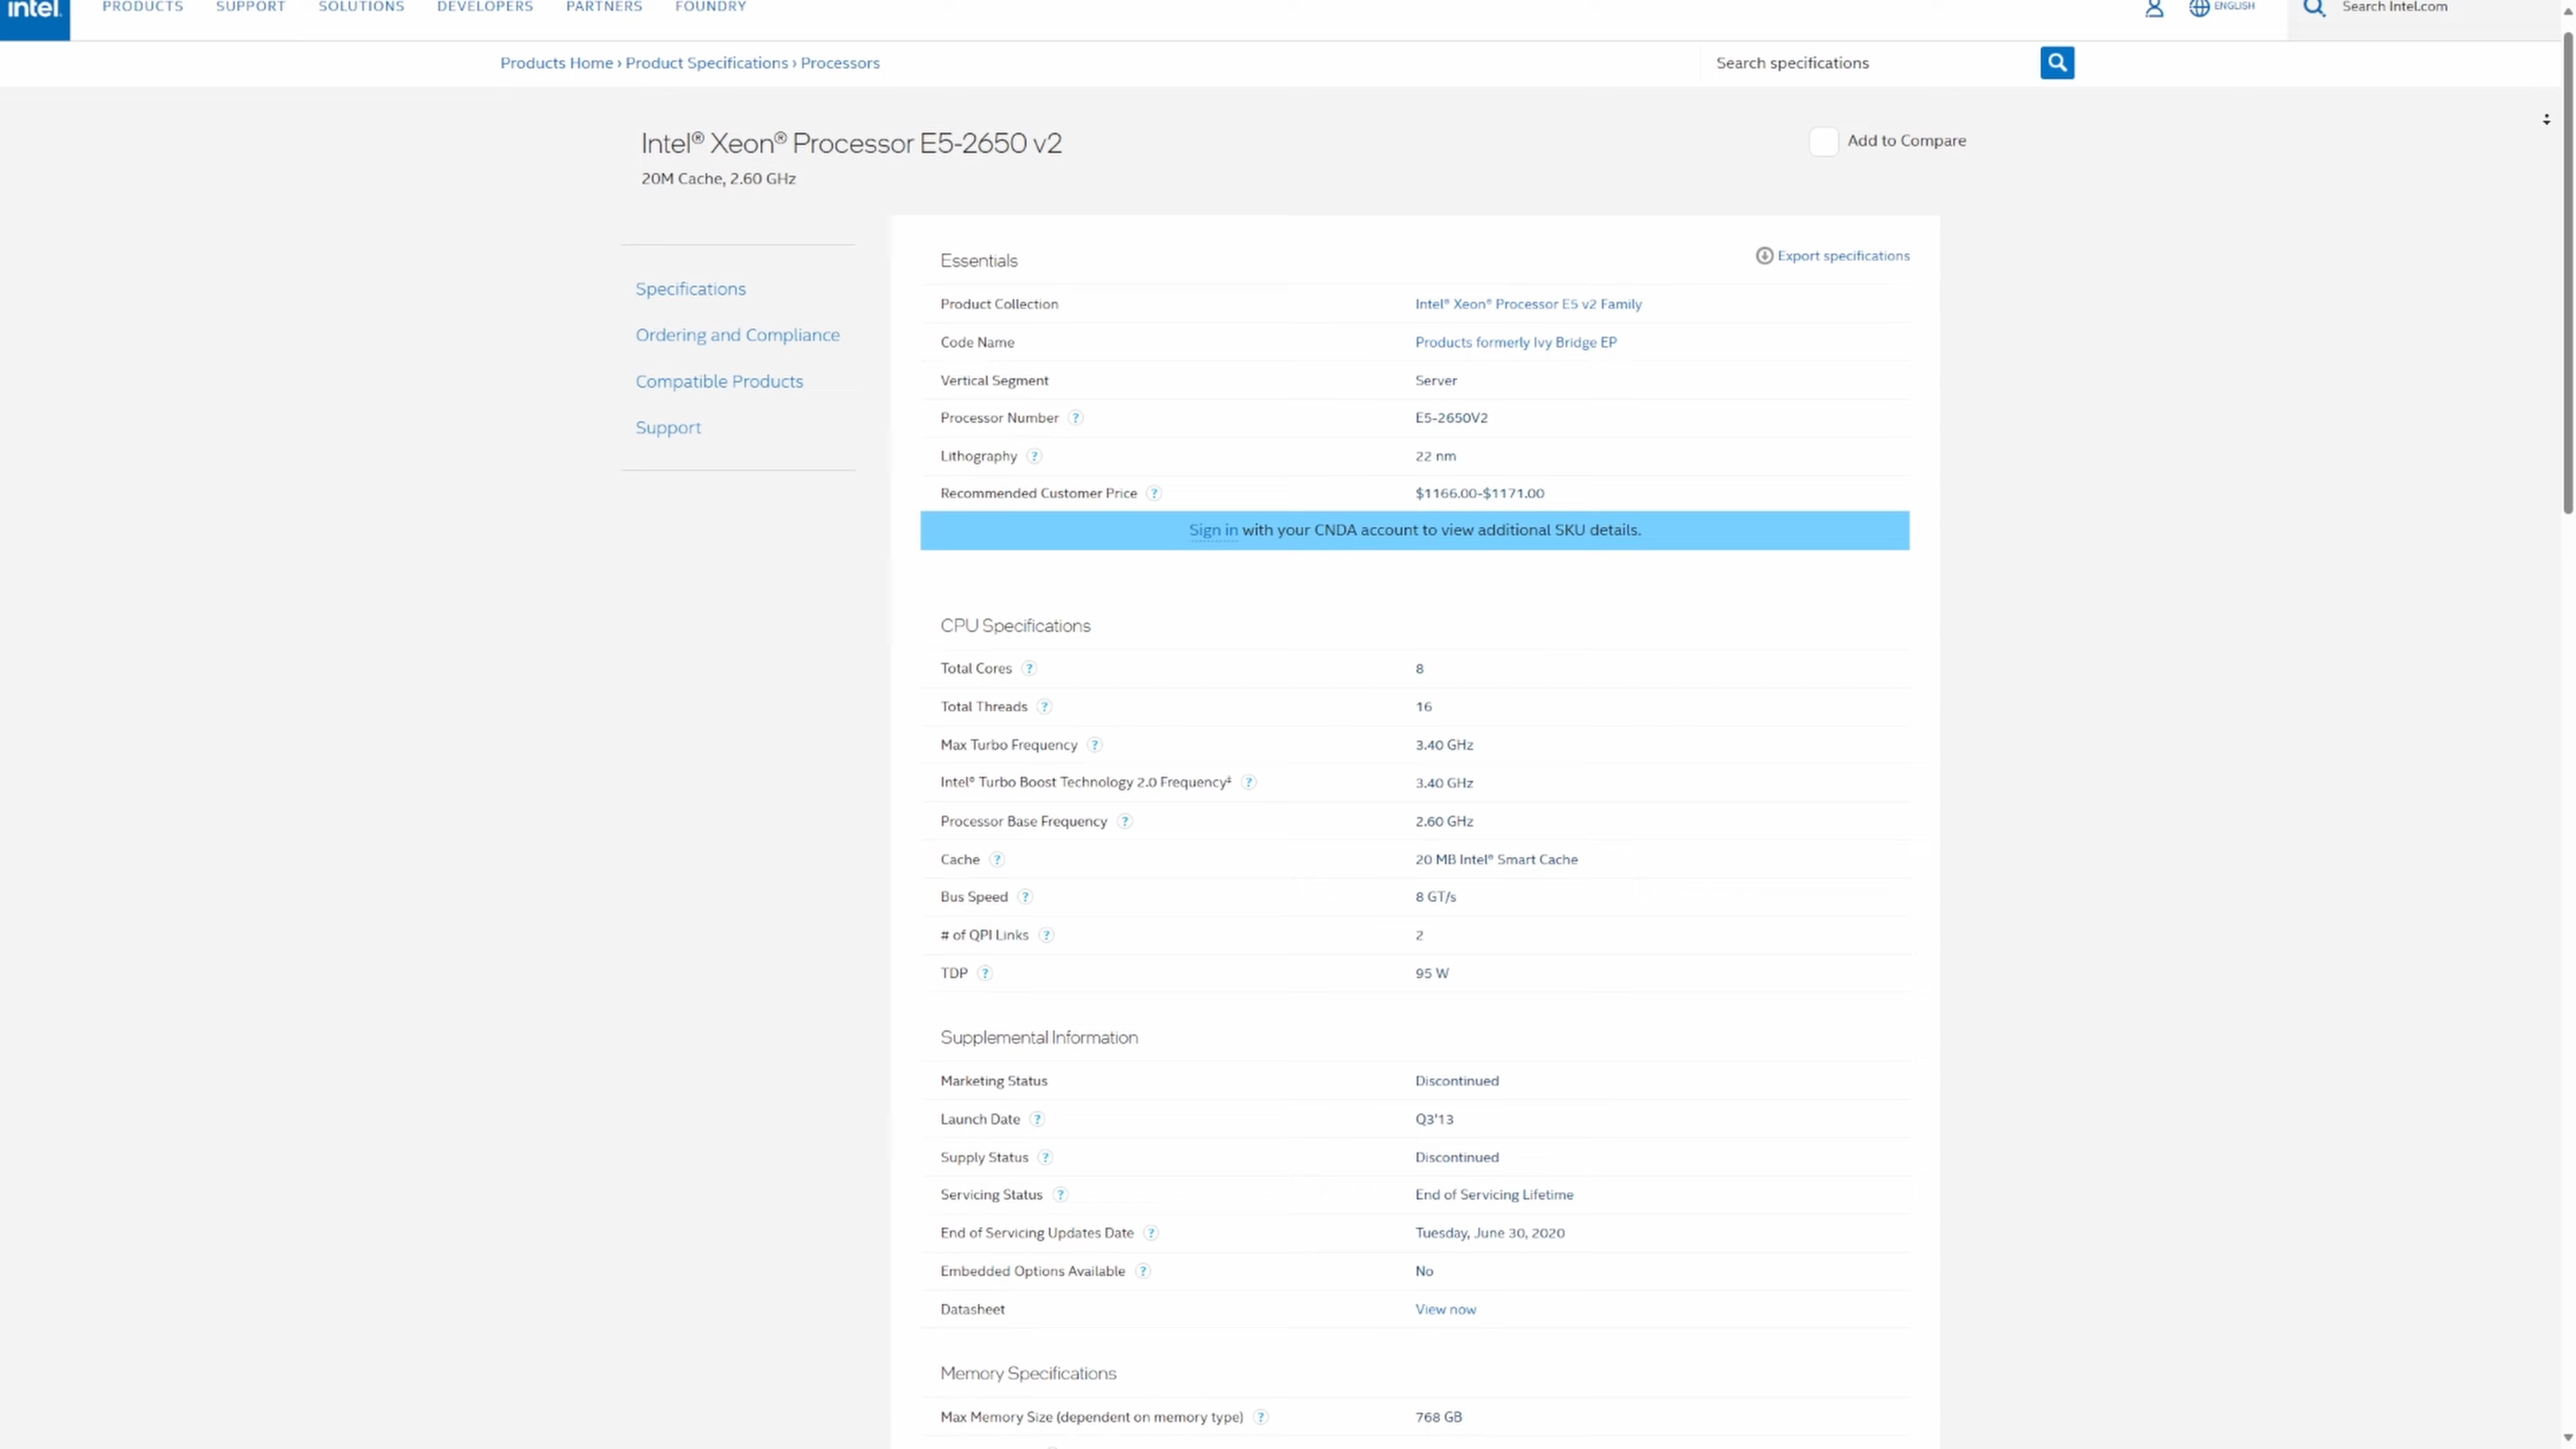 intel.
PRODUCTS SUPPORT SOLUTIONS DEVELOPERS PARTNERS FOUNDRY
ENGLISH
Search Intel.com
Products Home › Product Specifications › Processors
Search specifications
Intel® Xeon® Processor E5-2650 v2
Add to Compare
20M Cache, 2.60 GHz
Specifications
Ordering and Compliance
Compatible Products
Support
Essentials
Export specifications
Product Collection Intel® Xeon® Processor E5 v2 Family
Code Name Products formerly Ivy Bridge EP
Vertical Segment Server
Processor Number ? E5-2650V2
Lithography ? 22 nm
Recommended Customer Price ? $1166.00-$1171.00
Sign in with your CNDA account to view additional SKU details.
CPU Specifications
Total Cores ? 8
Total Threads ? 16
Max Turbo Frequency ? 3.40 GHz
Intel® Turbo Boost Technology 2.0 Frequency‡ ? 3.40 GHz
Processor Base Frequency ? 2.60 GHz
Cache ? 20 MB Intel® Smart Cache
Bus Speed ? 8 GT/s
# of QPI Links ? 2
TDP ? 95 W
Supplemental Information
Marketing Status Discontinued
Launch Date ? Q3'13
Supply Status ? Discontinued
Servicing Status ? End of Servicing Lifetime
End of Servicing Updates Date ? Tuesday, June 30, 2020
Embedded Options Available ? No
Datasheet View now
Memory Specifications
Max Memory Size (dependent on memory type) ? 768 GB